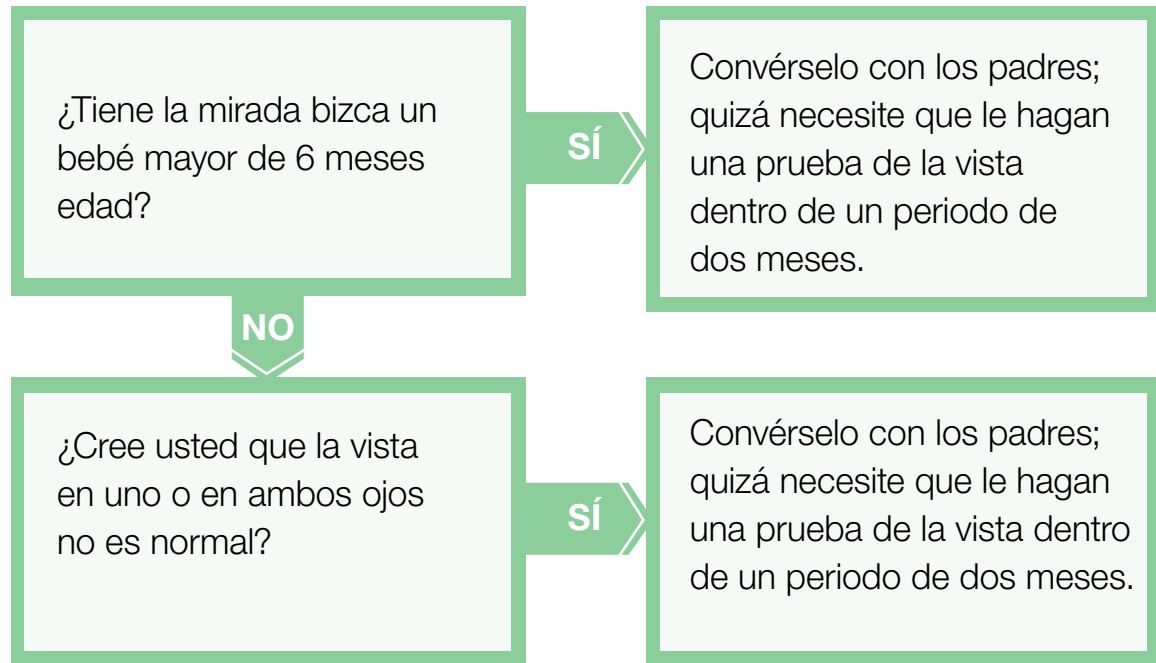 ¿Tiene la mirada bizca un
bebé mayor de 6 meses
edad?
SÍ
Convérselo con los padres;
quizá necesite que le hagan
una prueba de la vista
dentro de un periodo de
dos meses.
NO
¿Cree usted que la vista
en uno o en ambos ojos
no es normal?
SÍ
Convérselo con los padres;
quizá necesite que le hagan
una prueba de la vista dentro
de un periodo de dos meses.